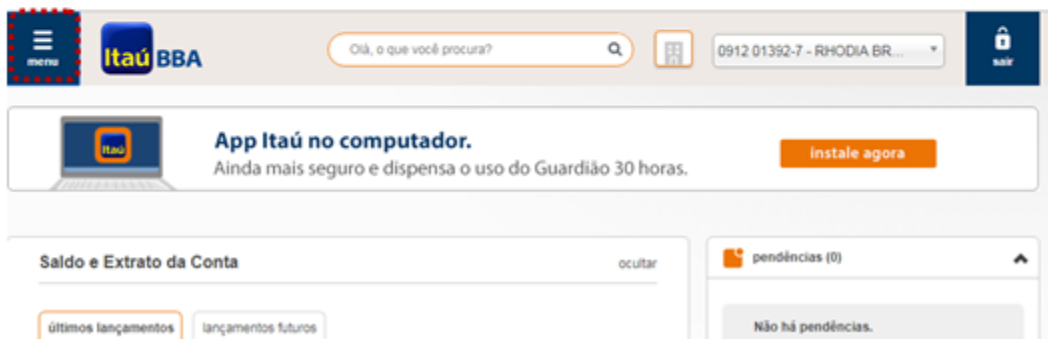 menu
Itaú BBA
Olá, o que você procura?
0912 01392-7 - RHODIA BR...
sair
Itaú
App Itaú no computador.
Ainda mais seguro e dispensa o uso do Guardião 30 horas.
instale agora
Saldo e Extrato da Conta
ocultar
pendências (0)
últimos lançamentos
lançamentos futuros
Não há pendências.